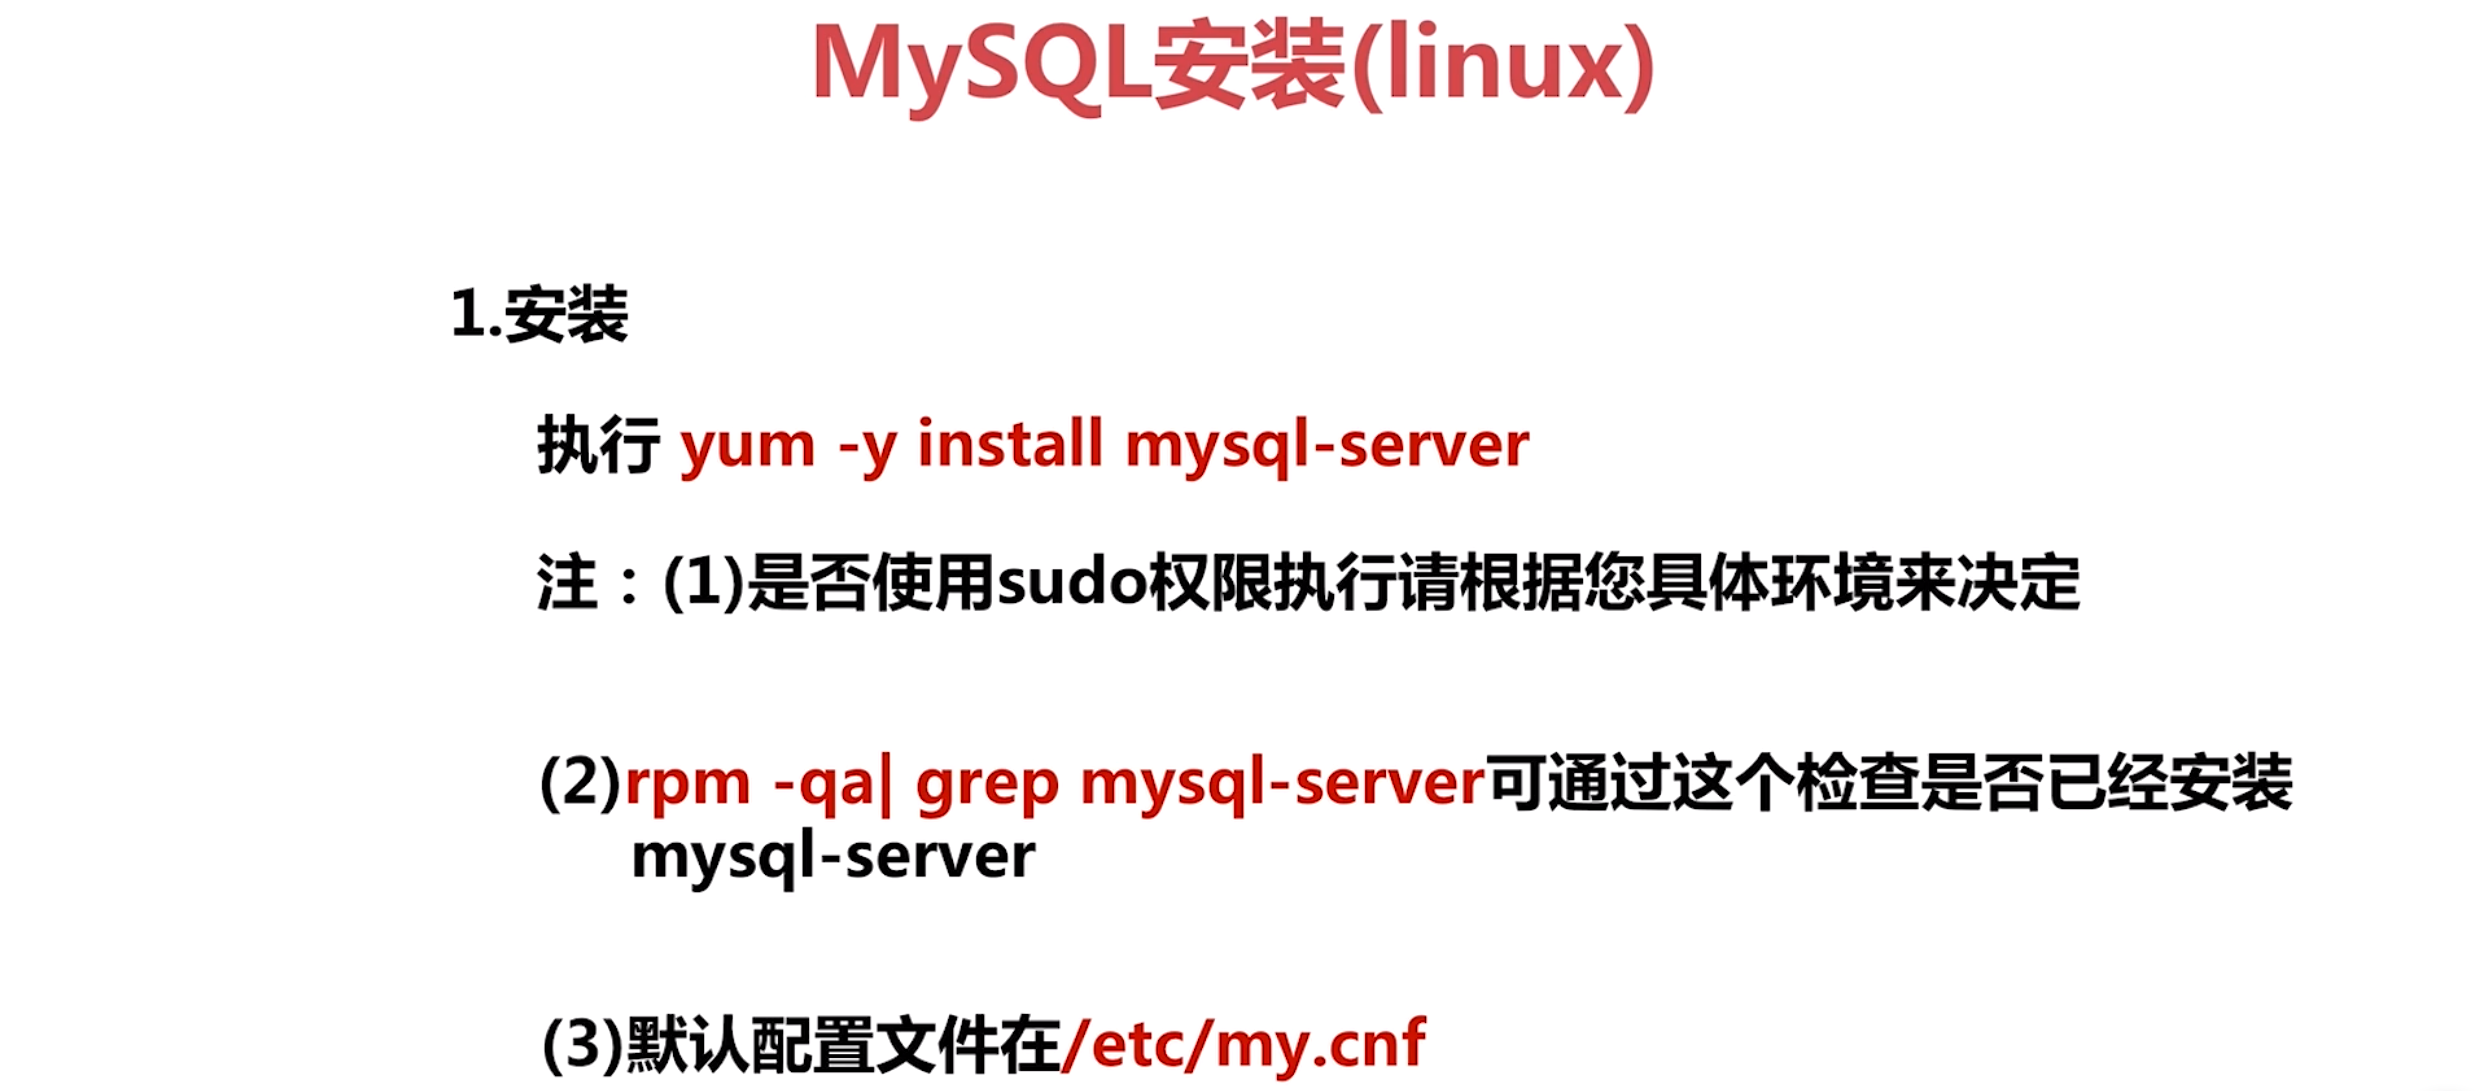 MySQL安装(linux)
1.安装
执行 yum -y install mysql-server
注：(1)是否使用sudo权限执行请根据您具体环境来决定
(2)rpm -qa| grep mysql-server可通过这个检查是否已经安装
mysql-server
(3)默认配置文件在/etc/my.cnf